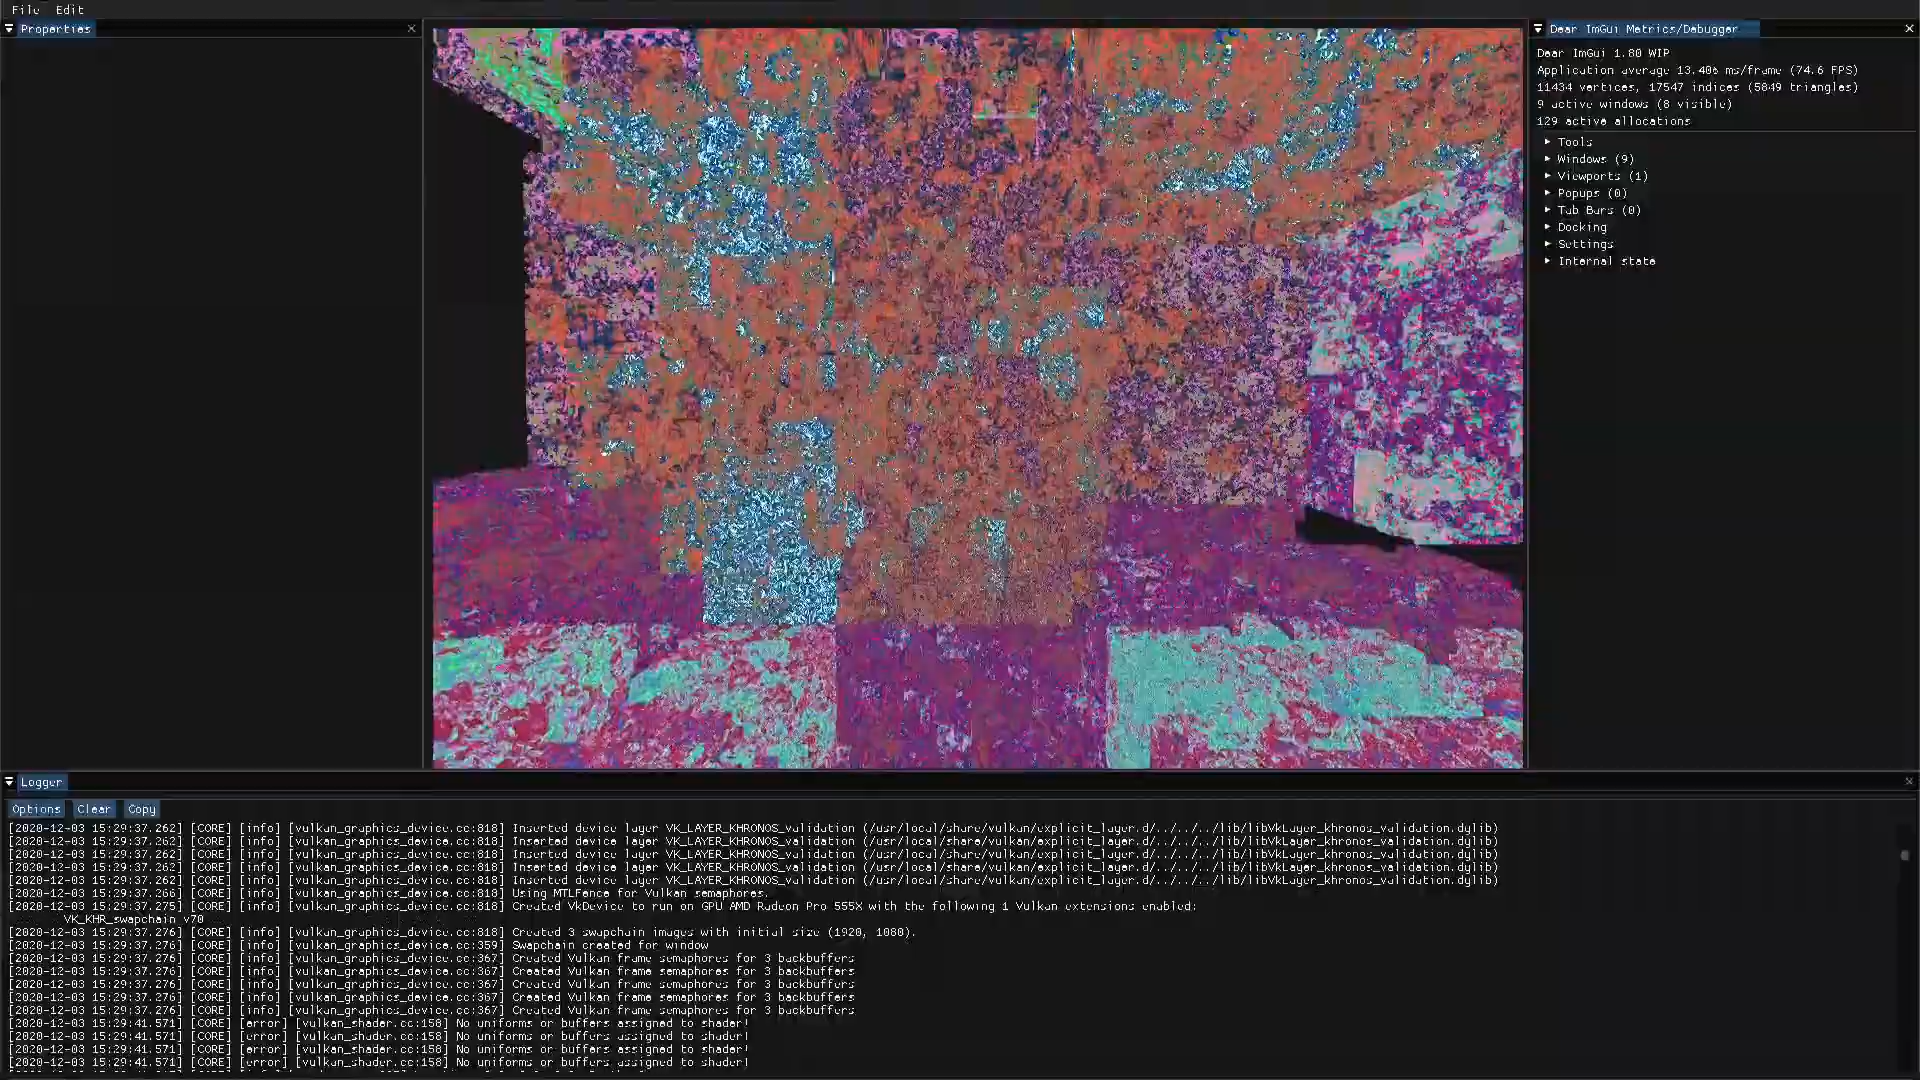 File Edit
Properties
Dear ImGui Metrics/Debugger
Dear ImGui 1.80 WIP
Application average 13.406 ms/frame (74.6 FPS)
11434 vertices, 17547 indices (5849 triangles)
9 active windows (8 visible)
129 active allocations
Tools
Windows (9)
Viewports (1)
Popups (0)
Tab Bars (0)
Docking
Settings
Internal state
Logger
Options Clear Copy
[2020-12-03 15:29:37.262] [CORE] [info] [vulkan_graphics_device.cc:818] Inserted device layer VK_LAYER_KHRONOS_validation (/usr/local/share/vulkan/explicit_layer.d/../../../lib/libVkLayer_khronos_validation.dylib)
[2020-12-03 15:29:37.262] [CORE] [info] [vulkan_graphics_device.cc:818] Inserted device layer VK_LAYER_KHRONOS_validation (/usr/local/share/vulkan/explicit_layer.d/../../../lib/libVkLayer_khronos_validation.dylib)
[2020-12-03 15:29:37.262] [CORE] [info] [vulkan_graphics_device.cc:818] Inserted device layer VK_LAYER_KHRONOS_validation (/usr/local/share/vulkan/explicit_layer.d/../../../lib/libVkLayer_khronos_validation.dylib)
[2020-12-03 15:29:37.262] [CORE] [info] [vulkan_graphics_device.cc:818] Inserted device layer VK_LAYER_KHRONOS_validation (/usr/local/share/vulkan/explicit_layer.d/../../../lib/libVkLayer_khronos_validation.dylib)
[2020-12-03 15:29:37.262] [CORE] [info] [vulkan_graphics_device.cc:818] Inserted device layer VK_LAYER_KHRONOS_validation (/usr/local/share/vulkan/explicit_layer.d/../../../lib/libVkLayer_khronos_validation.dylib)
[2020-12-03 15:29:37.266] [CORE] [info] [vulkan_graphics_device.cc:818] Using MTLFence for Vulkan semaphores.
[2020-12-03 15:29:37.275] [CORE] [info] [vulkan_graphics_device.cc:818] Created VkDevice to run on GPU AMD Radeon Pro 555X with the following 1 Vulkan extensions enabled:
VK_KHR_swapchain v70
[2020-12-03 15:29:37.276] [CORE] [info] [vulkan_graphics_device.cc:818] Created 3 swapchain images with initial size (1920, 1080).
[2020-12-03 15:29:37.276] [CORE] [info] [vulkan_graphics_device.cc:359] Swapchain created for window
[2020-12-03 15:29:37.276] [CORE] [info] [vulkan_graphics_device.cc:367] Created Vulkan frame semaphores for 3 backbuffers
[2020-12-03 15:29:37.276] [CORE] [info] [vulkan_graphics_device.cc:367] Created Vulkan frame semaphores for 3 backbuffers
[2020-12-03 15:29:37.276] [CORE] [info] [vulkan_graphics_device.cc:367] Created Vulkan frame semaphores for 3 backbuffers
[2020-12-03 15:29:37.276] [CORE] [info] [vulkan_graphics_device.cc:367] Created Vulkan frame semaphores for 3 backbuffers
[2020-12-03 15:29:37.276] [CORE] [info] [vulkan_graphics_device.cc:367] Created Vulkan frame semaphores for 3 backbuffers
[2020-12-03 15:29:41.571] [CORE] [error] [vulkan_shader.cc:158] No uniforms or buffers assigned to shader!
[2020-12-03 15:29:41.571] [CORE] [error] [vulkan_shader.cc:158] No uniforms or buffers assigned to shader!
[2020-12-03 15:29:41.571] [CORE] [error] [vulkan_shader.cc:158] No uniforms or buffers assigned to shader!
[2020-12-03 15:29:41.571] [CORE] [error] [vulkan_shader.cc:158] No uniforms or buffers assigned to shader!